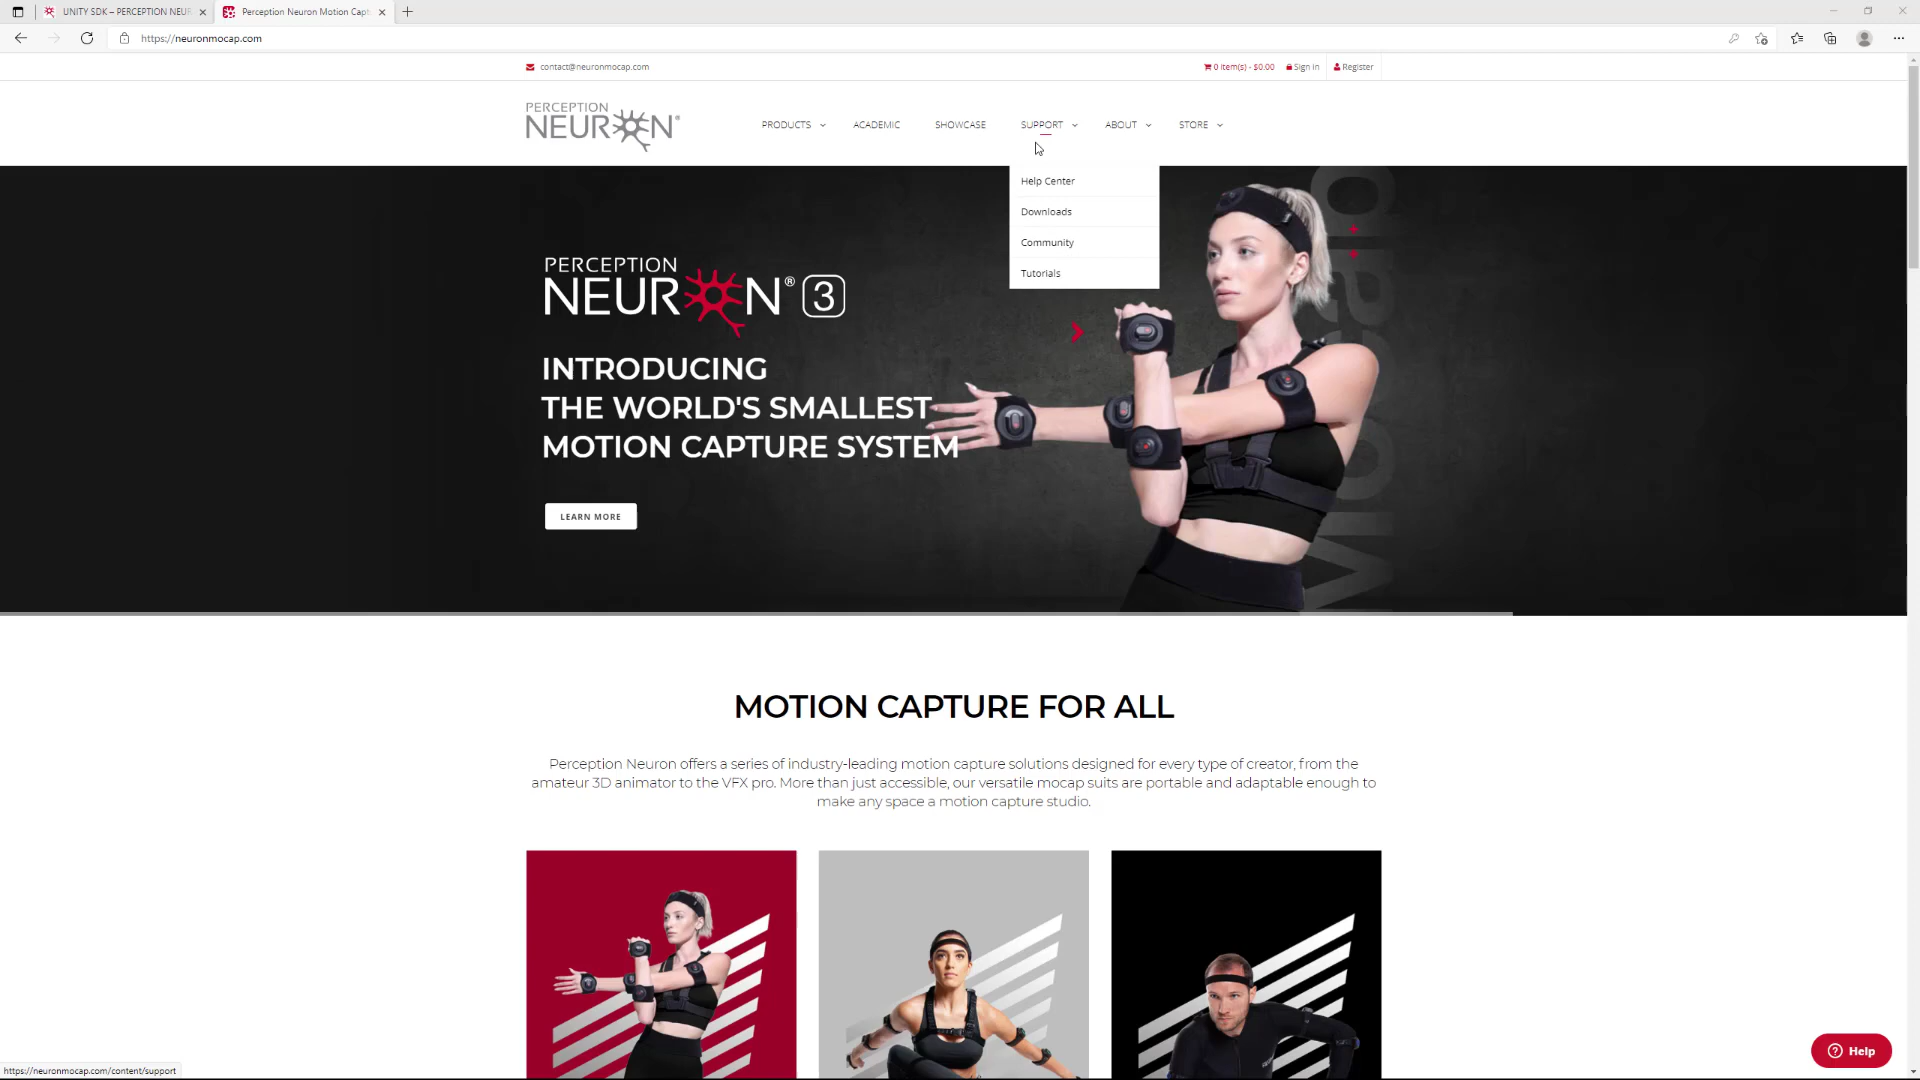 UNITY SDK – PERCEPTION NEUR
Perception Neuron Motion Capt
https://neuronmocap.com
contact@neuronmocap.com
0 item(s) - $0.00
Sign in
Register
PERCEPTION
NEURON®
PRODUCTS
ACADEMIC
SHOWCASE
SUPPORT
ABOUT
STORE
Help Center
Downloads
Community
Tutorials
PERCEPTION
NEURON® 3
INTRODUCING
THE WORLD'S SMALLEST
MOTION CAPTURE SYSTEM
LEARN MORE
Mocap
MOTION CAPTURE FOR ALL
Perception Neuron offers a series of industry-leading motion capture solutions designed for every type of creator, from the
amateur 3D animator to the VFX pro. More than just accessible, our versatile mocap suits are portable and adaptable enough to
make any space a motion capture studio.
Help
https://neuronmocap.com/content/support